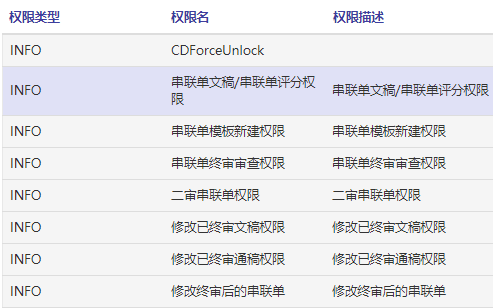 权限类型 权限名 权限描述
INFO CDForceUnlock
INFO 串联单文稿/串联单评分权限 串联单文稿/串联单评分权限
INFO 串联单模板新建权限 串联单模板新建权限
INFO 串联单终审审查权限 串联单终审审查权限
INFO 二审串联单权限 二审串联单权限
INFO 修改已终审文稿权限 修改已终审文稿权限
INFO 修改已终审通稿权限 修改已终审通稿权限
INFO 修改终审后的串联单 修改终审后的串联单